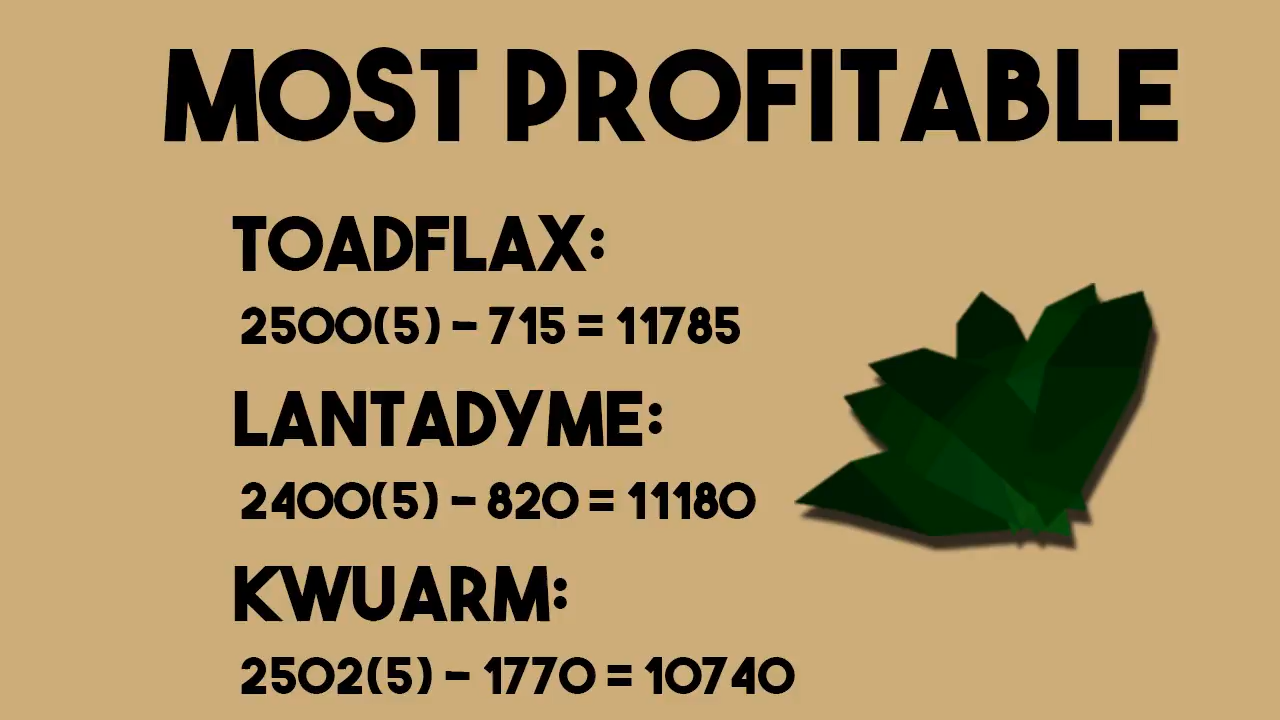 MOST PROFITABLE
TOADFLAX:
2500(5) - 715 = 11785
LANTADYME:
2400(5) - 820 = 11180
KWUARM:
2502(5) - 1770 = 10740